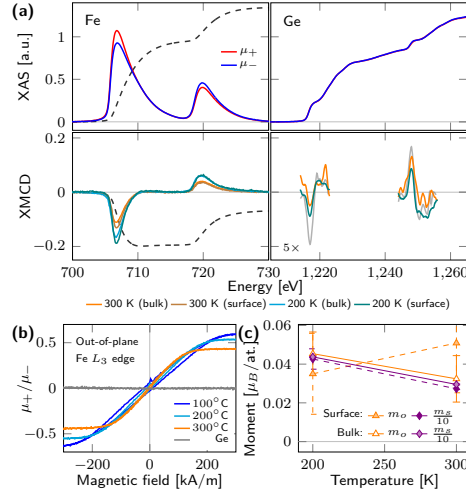 (a)
Fe
Ge
XAS [a.u.]
1
0.5
0
μ+
μ−
XMCD
0.2
0
−0.2
5×
700
710
720
730
1,220
1,240
1,260
Energy [eV]
300 K (bulk)
300 K (surface)
200 K (bulk)
200 K (surface)
(b)
Out-of-plane
Fe L3 edge
μ+/μ−
0.5
0
−0.5
100°C
200°C
300°C
Ge
−200
0
200
Magnetic field [kA/m]
(c)
Moment [μB/at.]
0.06
0.04
0.02
0
Surface: mo ms/10
Bulk: mo ms/10
200
250
300
Temperature [K]